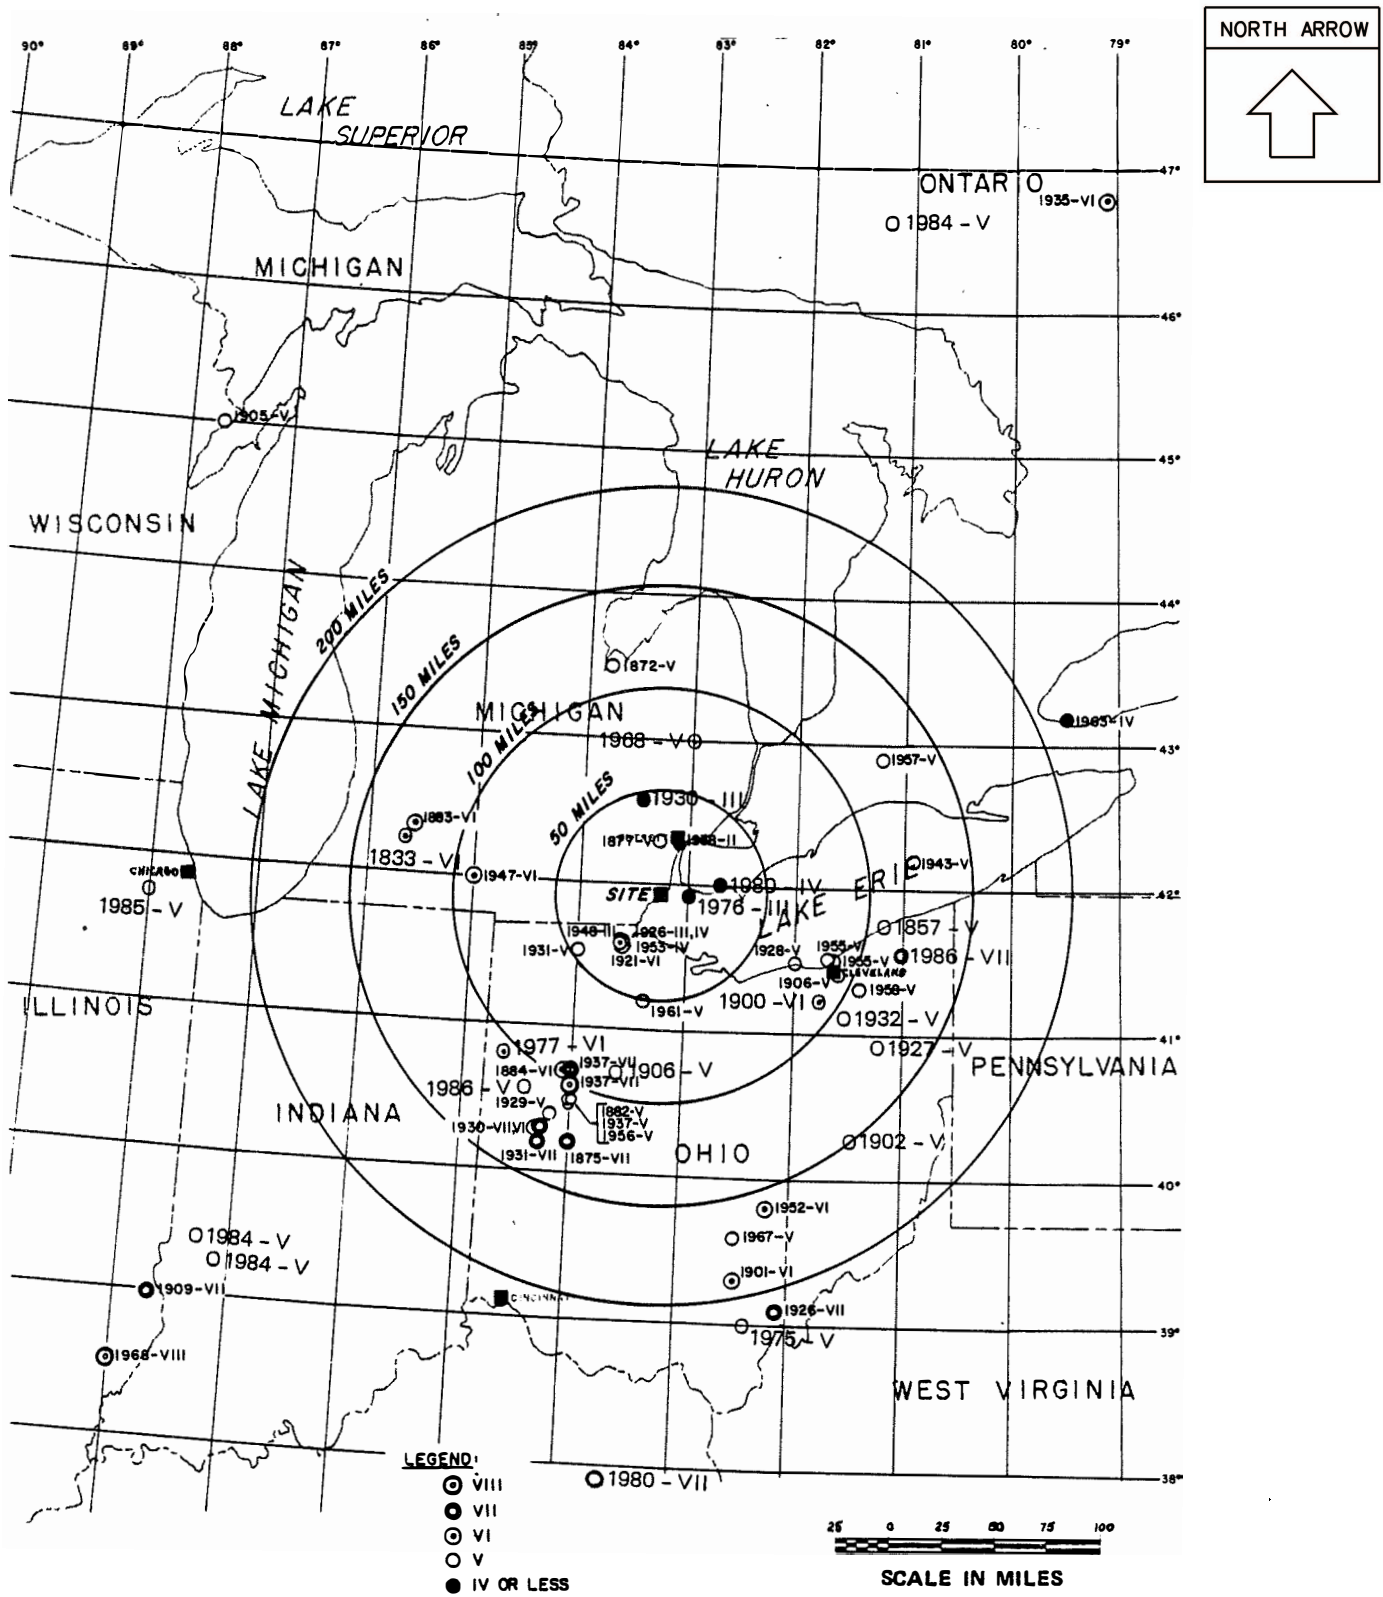 NORTH ARROW
90° 89° 88° 87° 86° 85° 84° 83° 82° 81° 80° 79°
LAKE
SUPERIOR
47°
ONTARIO
1935-VI
1984 - V
MICHIGAN
46°
1905-V
LAKE
HURON
45°
WISCONSIN
LAKE MICHIGAN
200 MILES
150 MILES
100 MILES
50 MILES
44°
1872-V
MICHIGAN
1968 - V
1963-IV
43°
1957-V
1930 - III
1883-VI
1833 - VI
1877-V
1938-II
1947-VI
1943-V
CHICAGO
1985 - V
SITE
1980 - IV
1976 - III
LAKE ERIE
42°
1857 - V
1948-III
1926-III,IV
1953-IV
1921-VI
1931-V
1928-V
1955-V
1955-V
1986 - VII
CLEVELAND
1906-V
1958-V
1900 - VI
1961-V
1932 - V
ILLINOIS
41°
1927 - V
1977 - VI
PENNSYLVANIA
1884-VI
1937-VII
1906 - V
1986 - V
1937-VII
1929-V
1882-V
1937-V
1956-V
INDIANA
1930-VII,VI
1931-VII
1875-VII
OHIO
1902 - V
40°
1952-VI
1967-V
1984 - V
1984 - V
1901-VI
1909-VII
CINCINNATI
1926-VII
39°
1975 - V
1968-VIII
WEST VIRGINIA
38°
1980 - VII
LEGEND:
VIII
VII
VI
V
IV OR LESS
25 0 25 50 75 100
SCALE IN MILES